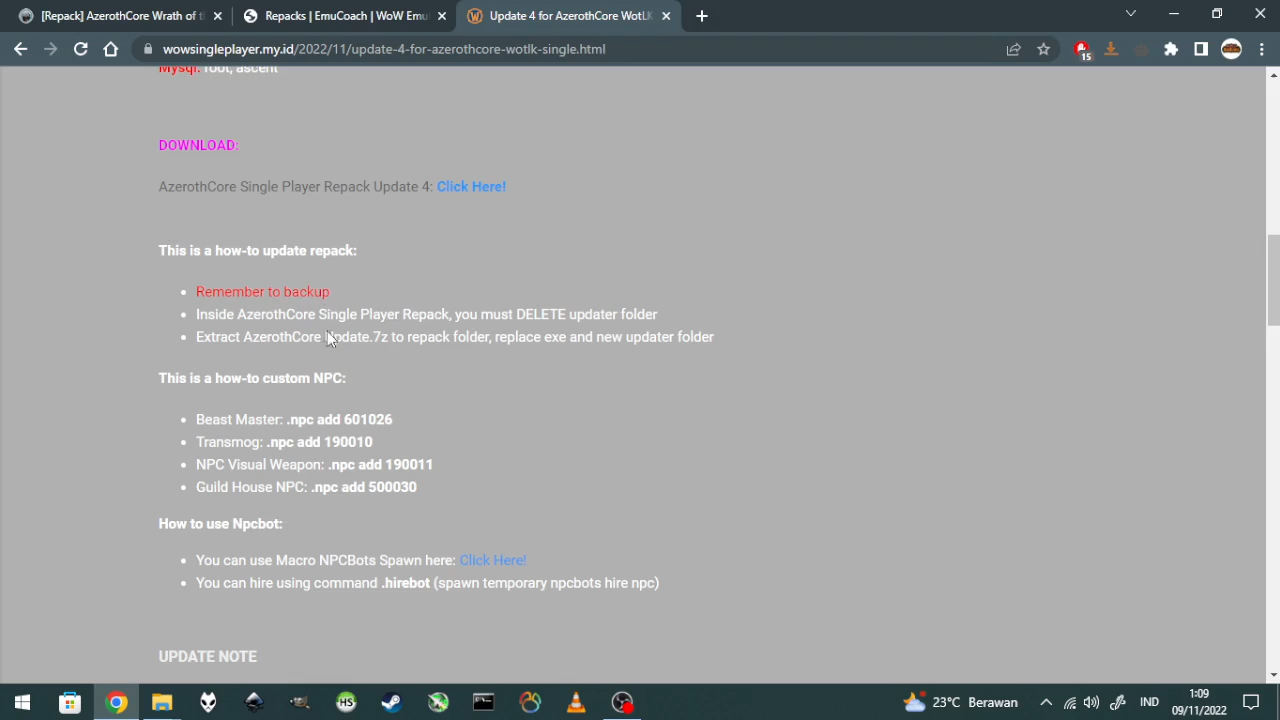 [Repack] AzerothCore Wrath of t
Repacks | EmuCoach | WoW Emul
Update 4 for AzerothCore WotLK
wowsingleplayer.my.id/2022/11/update-4-for-azerothcore-wotlk-single.html
15
Mysql: root, ascent
DOWNLOAD:
AzerothCore Single Player Repack Update 4: Click Here!
This is a how-to update repack:
Remember to backup
Inside AzerothCore Single Player Repack, you must DELETE updater folder
Extract AzerothCore Update.7z to repack folder, replace exe and new updater folder
This is a how-to custom NPC:
Beast Master: .npc add 601026
Transmog: .npc add 190010
NPC Visual Weapon: .npc add 190011
Guild House NPC: .npc add 500030
How to use Npcbot:
You can use Macro NPCBots Spawn here: Click Here!
You can hire using command .hirebot (spawn temporary npcbots hire npc)
UPDATE NOTE
HS
23°C Berawan
IND
1:09
09/11/2022